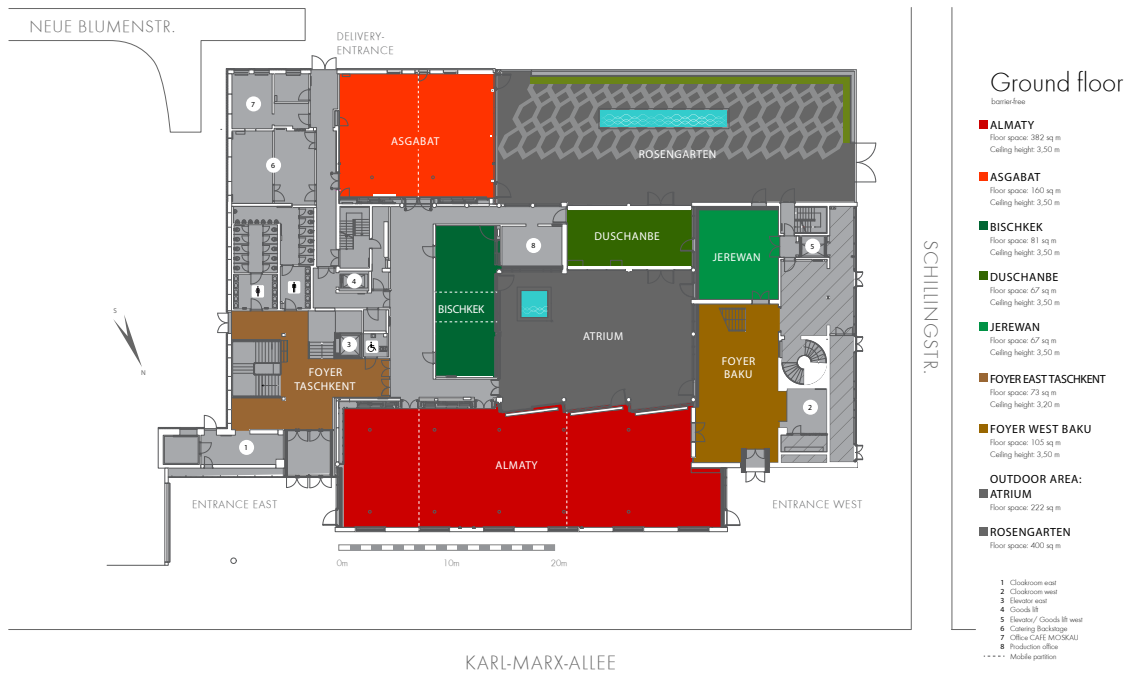 NEUE BLUMENSTR.
DELIVERY-
ENTRANCE
7
6
ASGABAT
ROSENGARTEN
8
DUSCHANBE
JEREWAN
5
4
BISCHKEK
ATRIUM
3
FOYER
TASCHKENT
FOYER
BAKU
x
2
1
ALMATY
S
N
ENTRANCE EAST
ENTRANCE WEST
0m
10m
20m
SCHILLINGSTR.
KARL-MARX-ALLEE
Ground floor
barrier-free
ALMATY
Floor space: 382 sq m
Ceiling height: 3,50 m
ASGABAT
Floor space: 160 sq m
Ceiling height: 3,50 m
BISCHKEK
Floor space: 81 sq m
Ceiling height: 3,50 m
DUSCHANBE
Floor space: 67 sq m
Ceiling height: 3,50 m
JEREWAN
Floor space: 67 sq m
Ceiling height: 3,50 m
FOYER EAST TASCHKENT
Floor space: 73 sq m
Ceiling height: 3,20 m
FOYER WEST BAKU
Floor space: 105 sq m
Ceiling height: 3,50 m
OUTDOOR AREA:
ATRIUM
Floor space: 222 sq m
ROSENGARTEN
Floor space: 400 sq m
1 Cloakroom east
2 Cloakroom west
3 Elevator east
4 Goods lift
5 Elevator/ Goods lift west
6 Catering Backstage
7 Office CAFÉ MOSKAU
8 Production office
Mobile partition